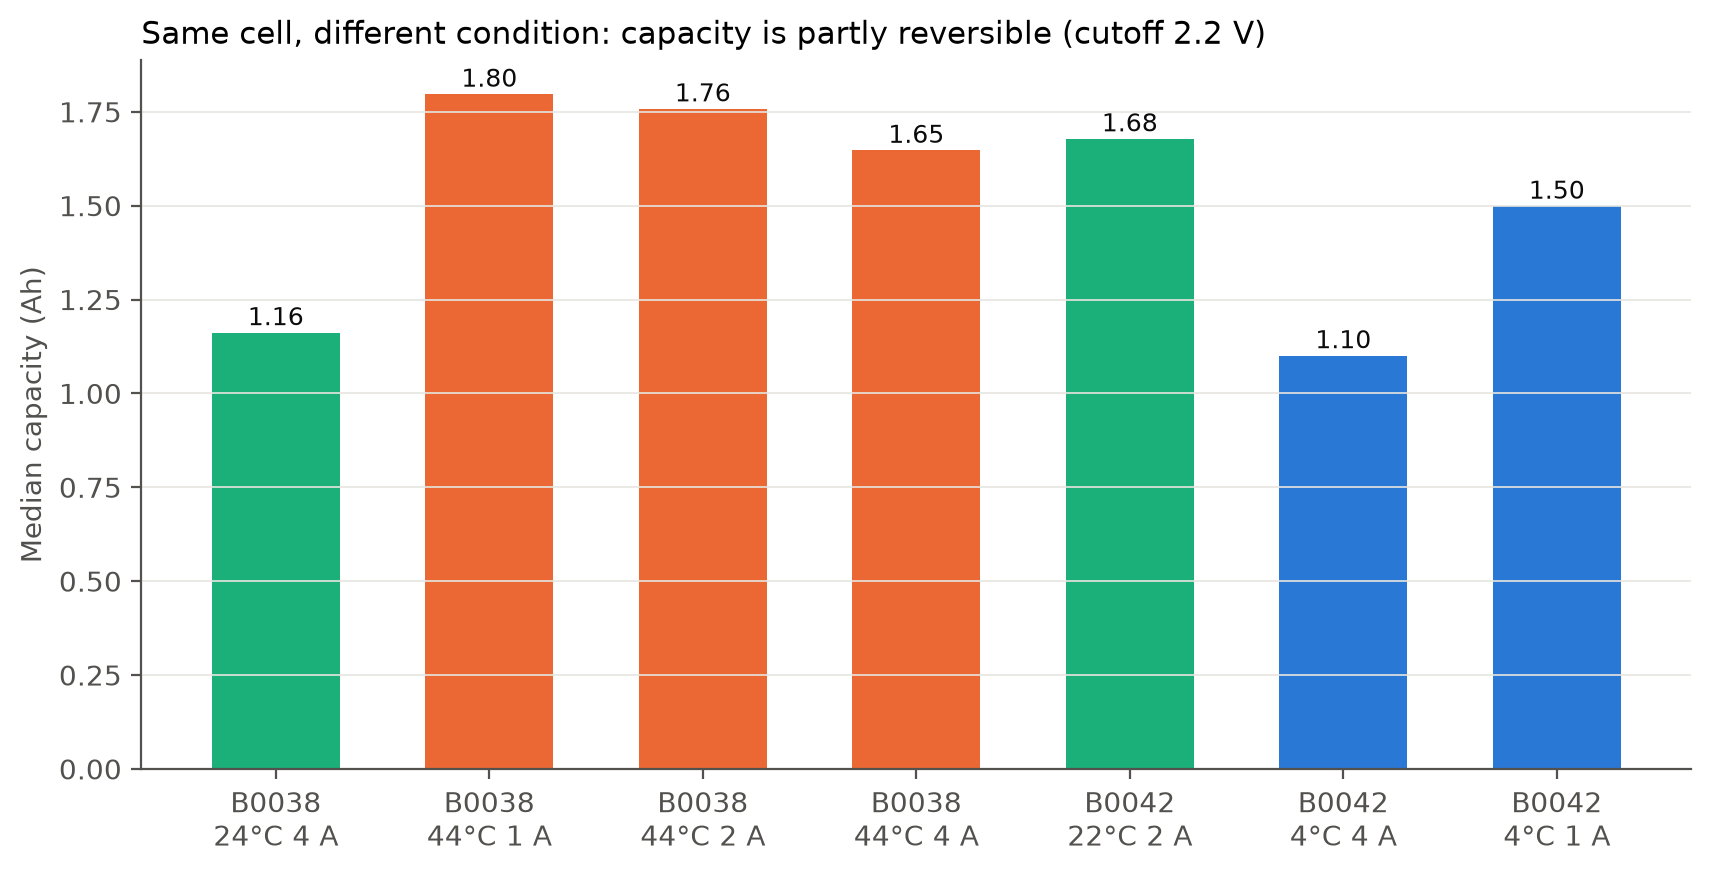 Same cell, different condition: capacity is partly reversible (cutoff 2.2 V)
Median capacity (Ah)
1.75
1.50
1.25
1.00
0.75
0.50
0.25
0.00
1.16
1.80
1.76
1.65
1.68
1.10
1.50
B0038
24°C 4 A
B0038
44°C 1 A
B0038
44°C 2 A
B0038
44°C 4 A
B0042
22°C 2 A
B0042
4°C 4 A
B0042
4°C 1 A